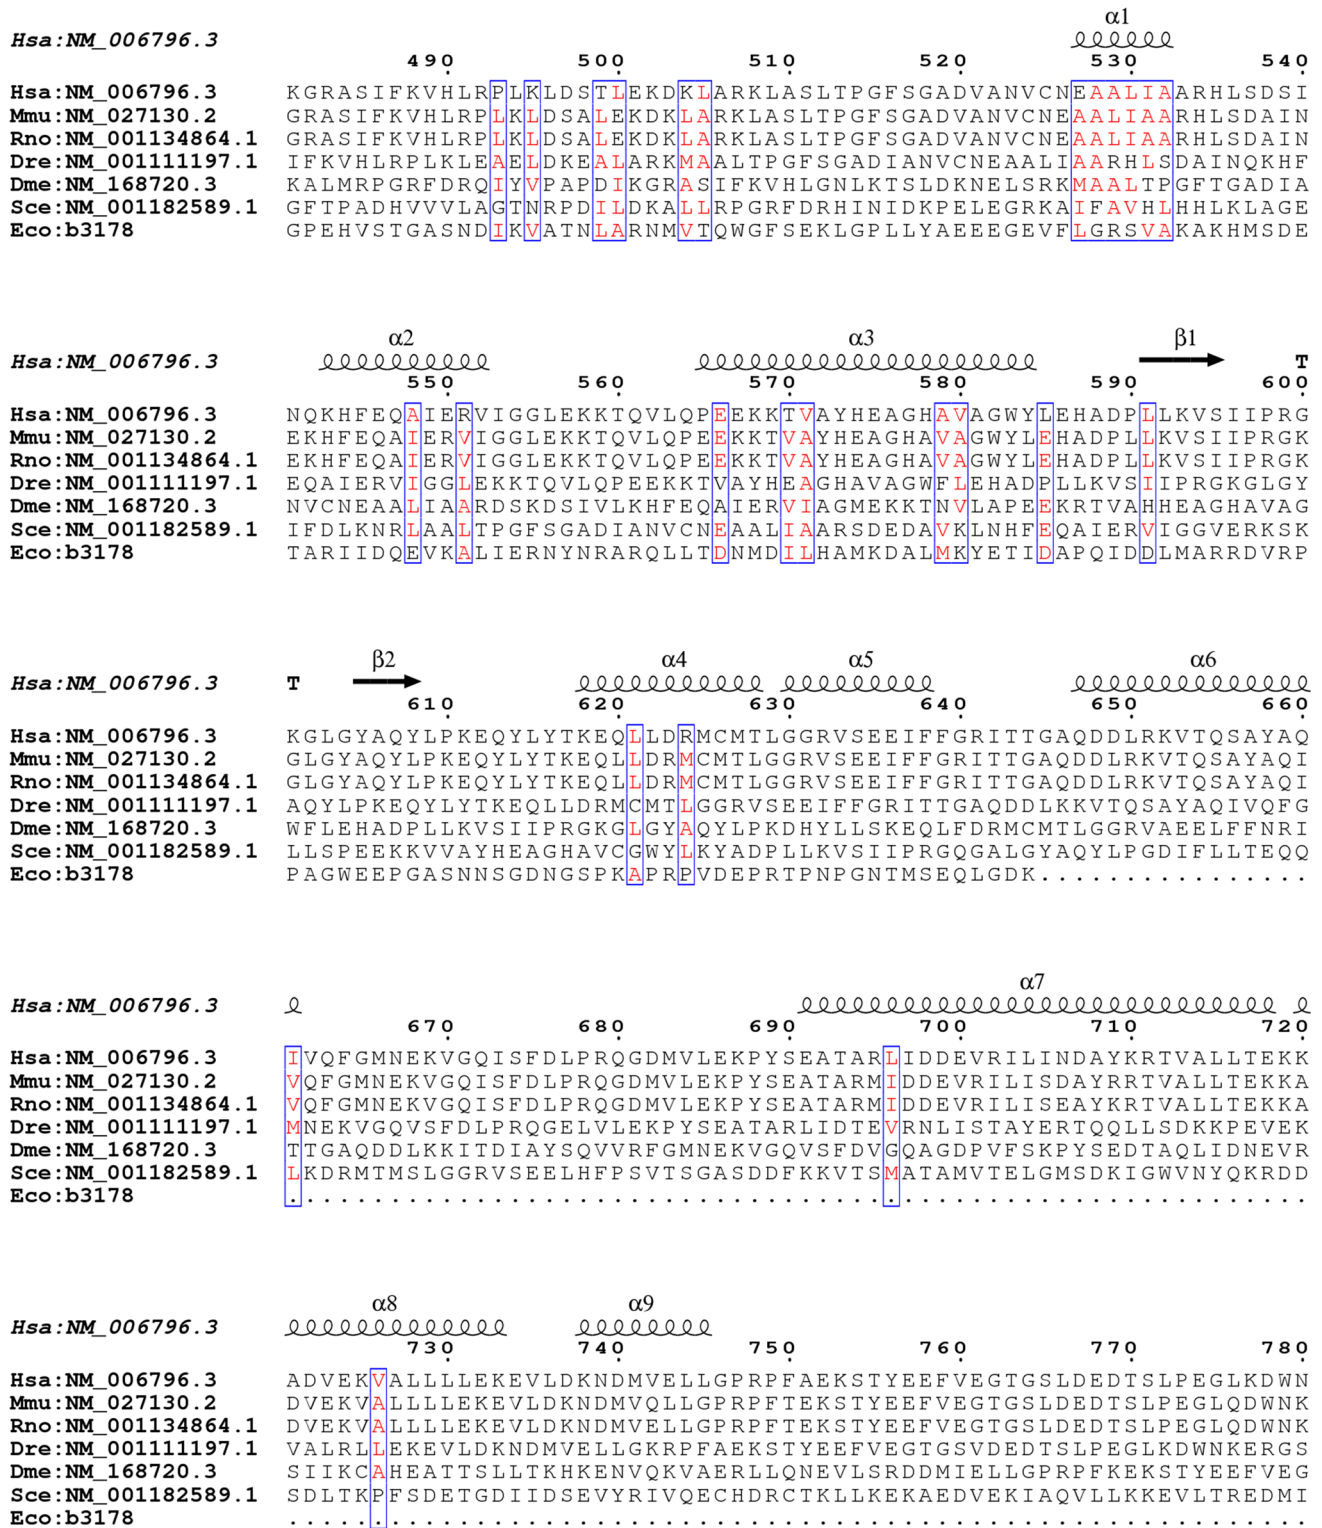 α1
Hsa:NM_006796.3
490 500 510 520 530 540
Hsa:NM_006796.3 KGRASIFKVHLRPLKLDSTLEKDKLARKLASLTPGFSGADVANVCNEAALIAARHLSDSI
Mmu:NM_027130.2 GRASIFKVHLRPLKLDSALEKDKLARKLASLTPGFSGADVANVCNEAALIAARHLSDAIN
Rno:NM_001134864.1 GRASIFKVHLRPLKLDSALEKDKLARKLASLTPGFSGADVANVCNEAALIAARHLSDAIN
Dre:NM_001111197.1 IFKVHLRPLKLEAELDKEALARKMAALTPGFSGADIANVCNEAALIAARHLSDAINQKHF
Dme:NM_168720.3 KALMRPGRFDRQIYVPAPDIKGRASIFKVHLGNLKTSLDKNELSRKMAALTPGFTGADIA
Sce:NM_001182589.1 GFTPADHVVVLAGTNRPDILDKALLRPGRFDRHINIDKPELEGRKAIFAVHLHHLKLAGE
Eco:b3178 GPEHVSTGASNDIKVATNLARNMVTQWGFSEKLGPLLYAEEEGEVFLGRSVAKAKHMSDE
α2 α3 β1
Hsa:NM_006796.3 T
550 560 570 580 590 600
Hsa:NM_006796.3 NQKHFEQAIERVIGGLEKKTQVLQPEEKKTVAYHEAGHAVAGWYLEHADPLLKVSIIPRG
Mmu:NM_027130.2 EKHFEQAIERVIGGLEKKTQVLQPEEKKTVAYHEAGHAVAGWYLEHADPLLKVSIIPRGK
Rno:NM_001134864.1 EKHFEQAIERVIGGLEKKTQVLQPEEKKTVAYHEAGHAVAGWYLEHADPLLKVSIIPRGK
Dre:NM_001111197.1 EQAIERVIGGLEKKTQVLQPEEKKTVAYHEAGHAVAGWFLEHADPLLKVSIIPRGKGLGY
Dme:NM_168720.3 NVCNEAALIAARDSKDSIVLKHFEQAIERVIAGMEKKTNVLAPEEKRTVAHHEAGHAVAG
Sce:NM_001182589.1 IFDLKNRLAALTPGFSGADIANVCNEAALIAARSDEDAVKLNHFEQAIERVIGGVERKSK
Eco:b3178 TARIIDQEVKALIERNYNRARQLLTDNMDILHAMKDALMKYETIDAPQIDDLMARRDVRP
β2 α4 α5 α6
Hsa:NM_006796.3 T
610 620 630 640 650 660
Hsa:NM_006796.3 KGLGYAQYLPKEQYLYTKEQLLDRMCMTLGGRVSEEIFFGRITTGAQDDLRKVTQSAYAQ
Mmu:NM_027130.2 GLGYAQYLPKEQYLYTKEQLLDRMCMTLGGRVSEEIFFGRITTGAQDDLRKVTQSAYAQI
Rno:NM_001134864.1 GLGYAQYLPKEQYLYTKEQLLDRMCMTLGGRVSEEIFFGRITTGAQDDLRKVTQSAYAQI
Dre:NM_001111197.1 AQYLPKEQYLYTKEQLLDRMCMTLGGRVSEEIFFGRITTGAQDDLKKVTQSAYAQIVQFG
Dme:NM_168720.3 WFLEHADPLLKVSIIPRGKGLGYAQYLPKDHYLLSKEQLFDRMCMTLGGRVAEELFFNRI
Sce:NM_001182589.1 LLSPEEKKVVAYHEAGHAVCGWYLKYADPLLKVSIIPRGQGALGYAQYLPGDIFLLTEQQ
Eco:b3178 PAGWEEPGASNNSGDNGSPKAPRPVDEPRTPNPGNTMSEQLGDK................
α7
Hsa:NM_006796.3
670 680 690 700 710 720
Hsa:NM_006796.3 IVQFGMNEKVGQISFDLPRQGDMVLEKPYSEATARLIDDEVRILINDAYKRTVALLTEKK
Mmu:NM_027130.2 VQFGMNEKVGQISFDLPRQGDMVLEKPYSEATARMIDDEVRILISDAYRRTVALLTEKKA
Rno:NM_001134864.1 VQFGMNEKVGQISFDLPRQGDMVLEKPYSEATARMIDDEVRILISEAYKRTVALLTEKKA
Dre:NM_001111197.1 MNEKVGQVSFDLPRQGELVLEKPYSEATARLIDTEVRNLISTAYERTQQLLSDKKPEVEK
Dme:NM_168720.3 TTGAQDDLKKITDIAYSQVVRFGMNEKVGQVSFDVGQAGDPVFSKPYSEDTAQLIDNEVR
Sce:NM_001182589.1 LKDRMTMSLGGRVSEELHFPSVTSGASDDFKKVTSMATAMVTELGMSDKIGWVNYQKRDD
Eco:b3178 ............................................................
α8 α9
Hsa:NM_006796.3
730 740 750 760 770 780
Hsa:NM_006796.3 ADVEKVALLLLEKEVLDKNDMVELLGPRPFAEKSTYEEFVEGTGSLDEDTSLPEGLKDWN
Mmu:NM_027130.2 DVEKVALLLLEKEVLDKNDMVQLLGPRPFTEKSTYEEFVEGTGSLDEDTSLPEGLQDWNK
Rno:NM_001134864.1 DVEKVALLLLEKEVLDKNDMVELLGPRPFTEKSTYEEFVEGTGSLDEDTSLPEGLQDWNK
Dre:NM_001111197.1 VALRLLEKEVLDKNDMVELLGKRPFAEKSTYEEFVEGTGSVDEDTSLPEGLKDWNKERGS
Dme:NM_168720.3 SIIKCAHEATTSLLTKHKENVQKVAERLLQNEVLSRDDMIELLGPRPFKEKSTYEEFVEG
Sce:NM_001182589.1 SDLTKPFSDETGDIIDSEVYRIVQECHDRCTKLLKEKAEDVEKIAQVLLKKEVLTREDMI
Eco:b3178 ............................................................